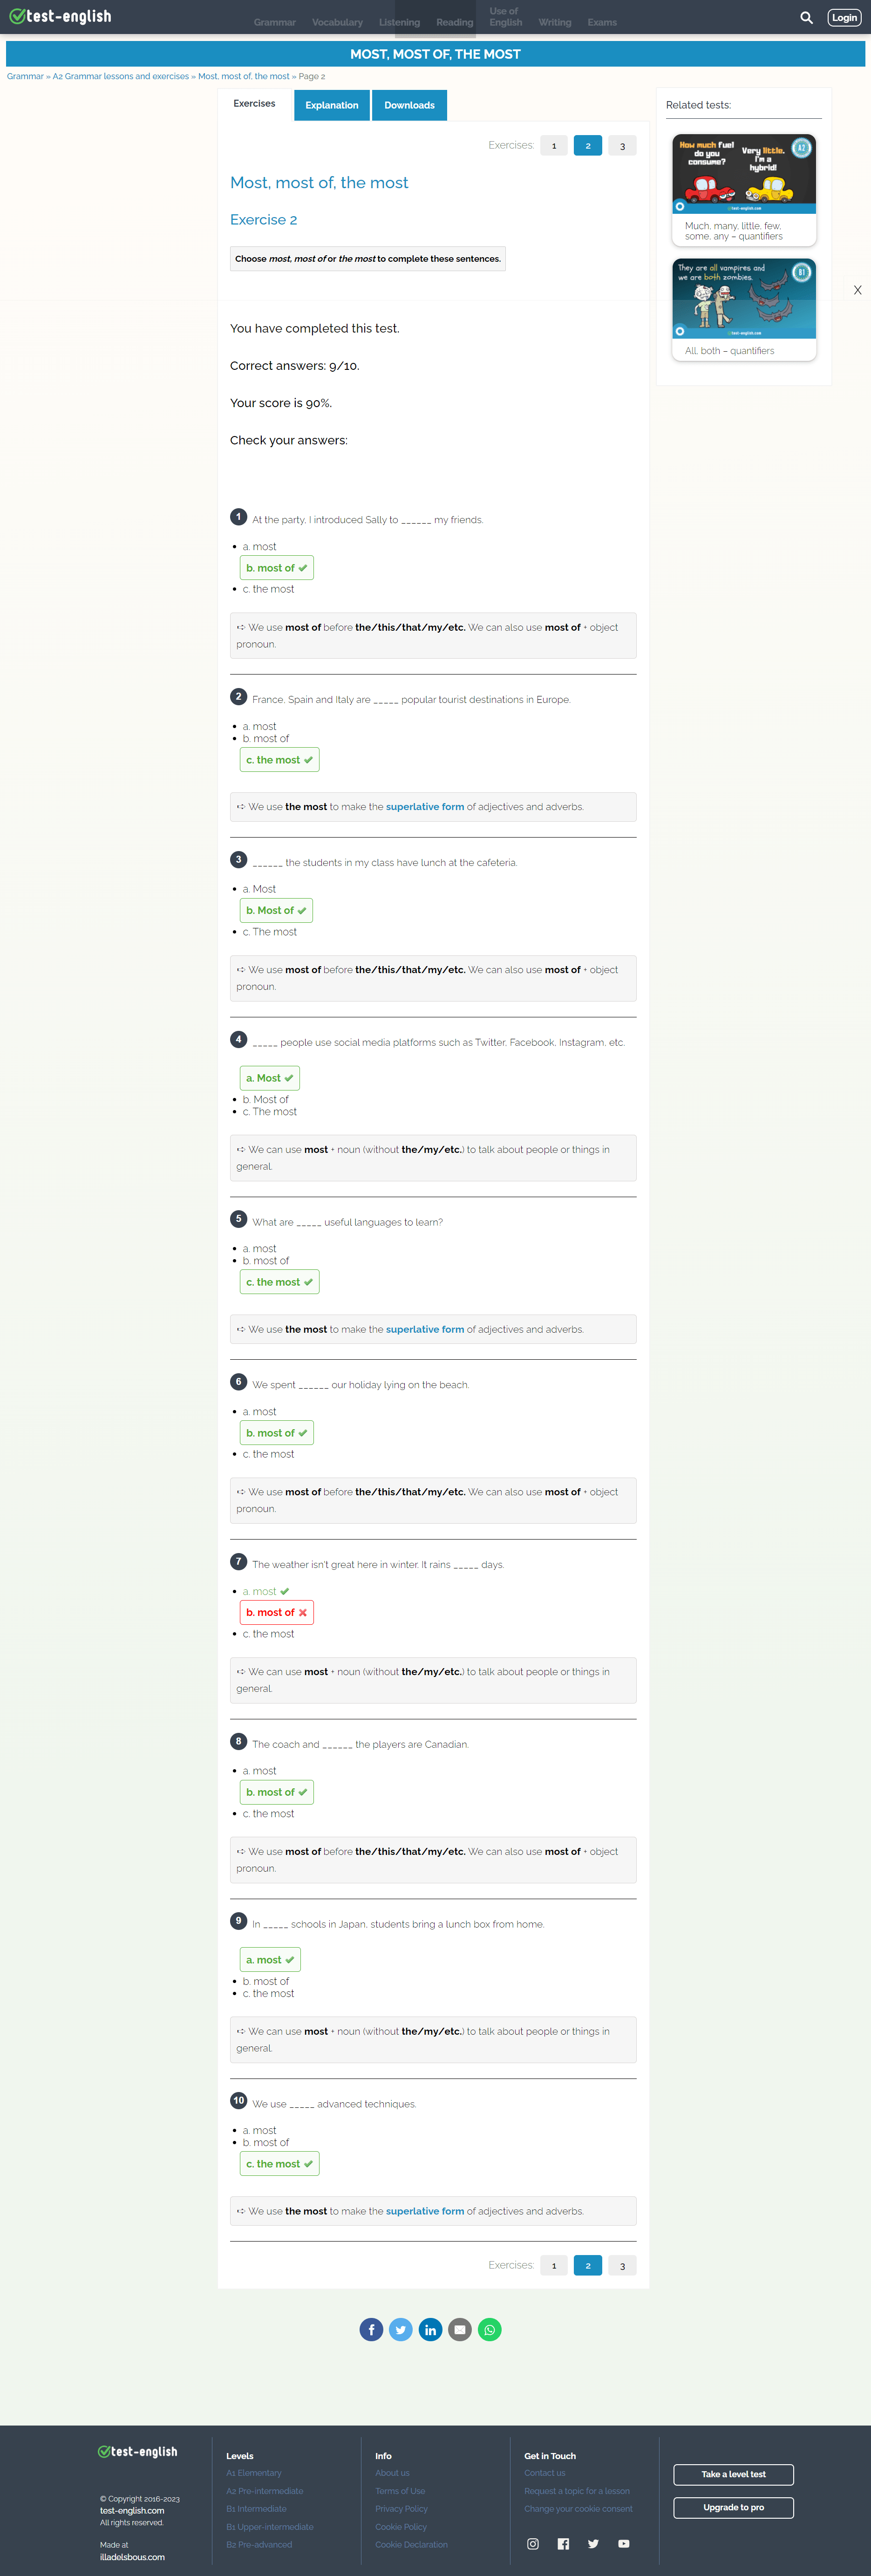 test-english
Grammar Vocabulary Listening Reading Use of English Writing Exams
Login
MOST, MOST OF, THE MOST
Grammar » A2 Grammar lessons and exercises » Most, most of, the most » Page 2
Exercises Explanation Downloads
Exercises: 1 2 3
Most, most of, the most
Exercise 2
Choose most, most of or the most to complete these sentences.
You have completed this test.
Correct answers: 9/10.
Your score is 90%.
Check your answers:
1 At the party, I introduced Sally to ______ my friends.
a. most
b. most of
c. the most
➪ We use most of before the/this/that/my/etc. We can also use most of + object
pronoun.
2 France, Spain and Italy are _____ popular tourist destinations in Europe.
a. most
b. most of
c. the most
➪ We use the most to make the superlative form of adjectives and adverbs.
3 ______ the students in my class have lunch at the cafeteria.
a. Most
b. Most of
c. The most
➪ We use most of before the/this/that/my/etc. We can also use most of + object
pronoun.
4 _____ people use social media platforms such as Twitter, Facebook, Instagram, etc.
a. Most
b. Most of
c. The most
➪ We can use most + noun (without the/my/etc.) to talk about people or things in
general.
5 What are _____ useful languages to learn?
a. most
b. most of
c. the most
➪ We use the most to make the superlative form of adjectives and adverbs.
6 We spent ______ our holiday lying on the beach.
a. most
b. most of
c. the most
➪ We use most of before the/this/that/my/etc. We can also use most of + object
pronoun.
7 The weather isn't great here in winter. It rains _____ days.
a. most
b. most of
c. the most
➪ We can use most + noun (without the/my/etc.) to talk about people or things in
general.
8 The coach and ______ the players are Canadian.
a. most
b. most of
c. the most
➪ We use most of before the/this/that/my/etc. We can also use most of + object
pronoun.
9 In _____ schools in Japan, students bring a lunch box from home.
a. most
b. most of
c. the most
➪ We can use most + noun (without the/my/etc.) to talk about people or things in
general.
10 We use _____ advanced techniques.
a. most
b. most of
c. the most
➪ We use the most to make the superlative form of adjectives and adverbs.
Exercises: 1 2 3
Related tests:
How much fuel
do you
consume?
Very little.
I'm a
hybrid!
A2
test-english.com
Much, many, little, few,
some, any – quantifiers
They are all vampires and
we are both zombies.
B1
test-english.com
All, both – quantifiers
X
test-english
© Copyright 2016-2023
test-english.com
All rights reserved.
Made at
illadelsbous.com
Levels
A1 Elementary
A2 Pre-intermediate
B1 Intermediate
B1 Upper-intermediate
B2 Pre-advanced
Info
About us
Terms of Use
Privacy Policy
Cookie Policy
Cookie Declaration
Get in Touch
Contact us
Request a topic for a lesson
Change your cookie consent
Take a level test
Upgrade to pro